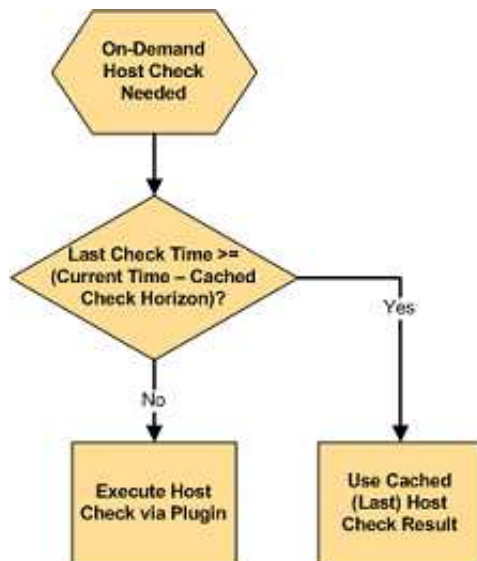 On-Demand
Host Check
Needed
Last Check Time >=
(Current Time – Cached
Check Horizon)?
Yes
No
Execute Host
Check via Plugin
Use Cached
(Last) Host
Check Result